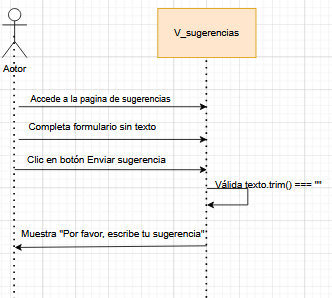 V_sugerencias
Actor
Accede a la pagina de sugerencias
Completa formulario sin texto
Clic en botón Enviar sugerencia
Válida texto.trim() === ""
Muestra "Por favor, escribe tu sugerencia"